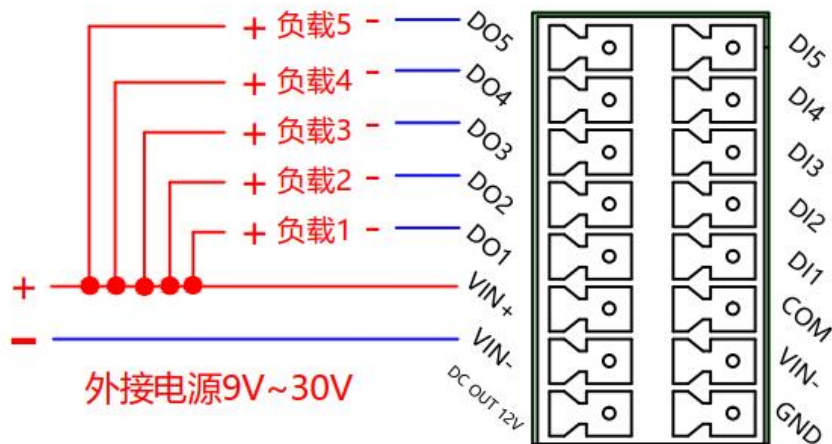 + 负载5 - DO5
+ 负载4 - DO4
+ 负载3 - DO3
+ 负载2 - DO2
+ 负载1 - DO1
+ VIN+
- VIN-
外接电源9V~30V
DC OUT 12V
DI5
DI4
DI3
DI2
DI1
COM
VIN-
GND